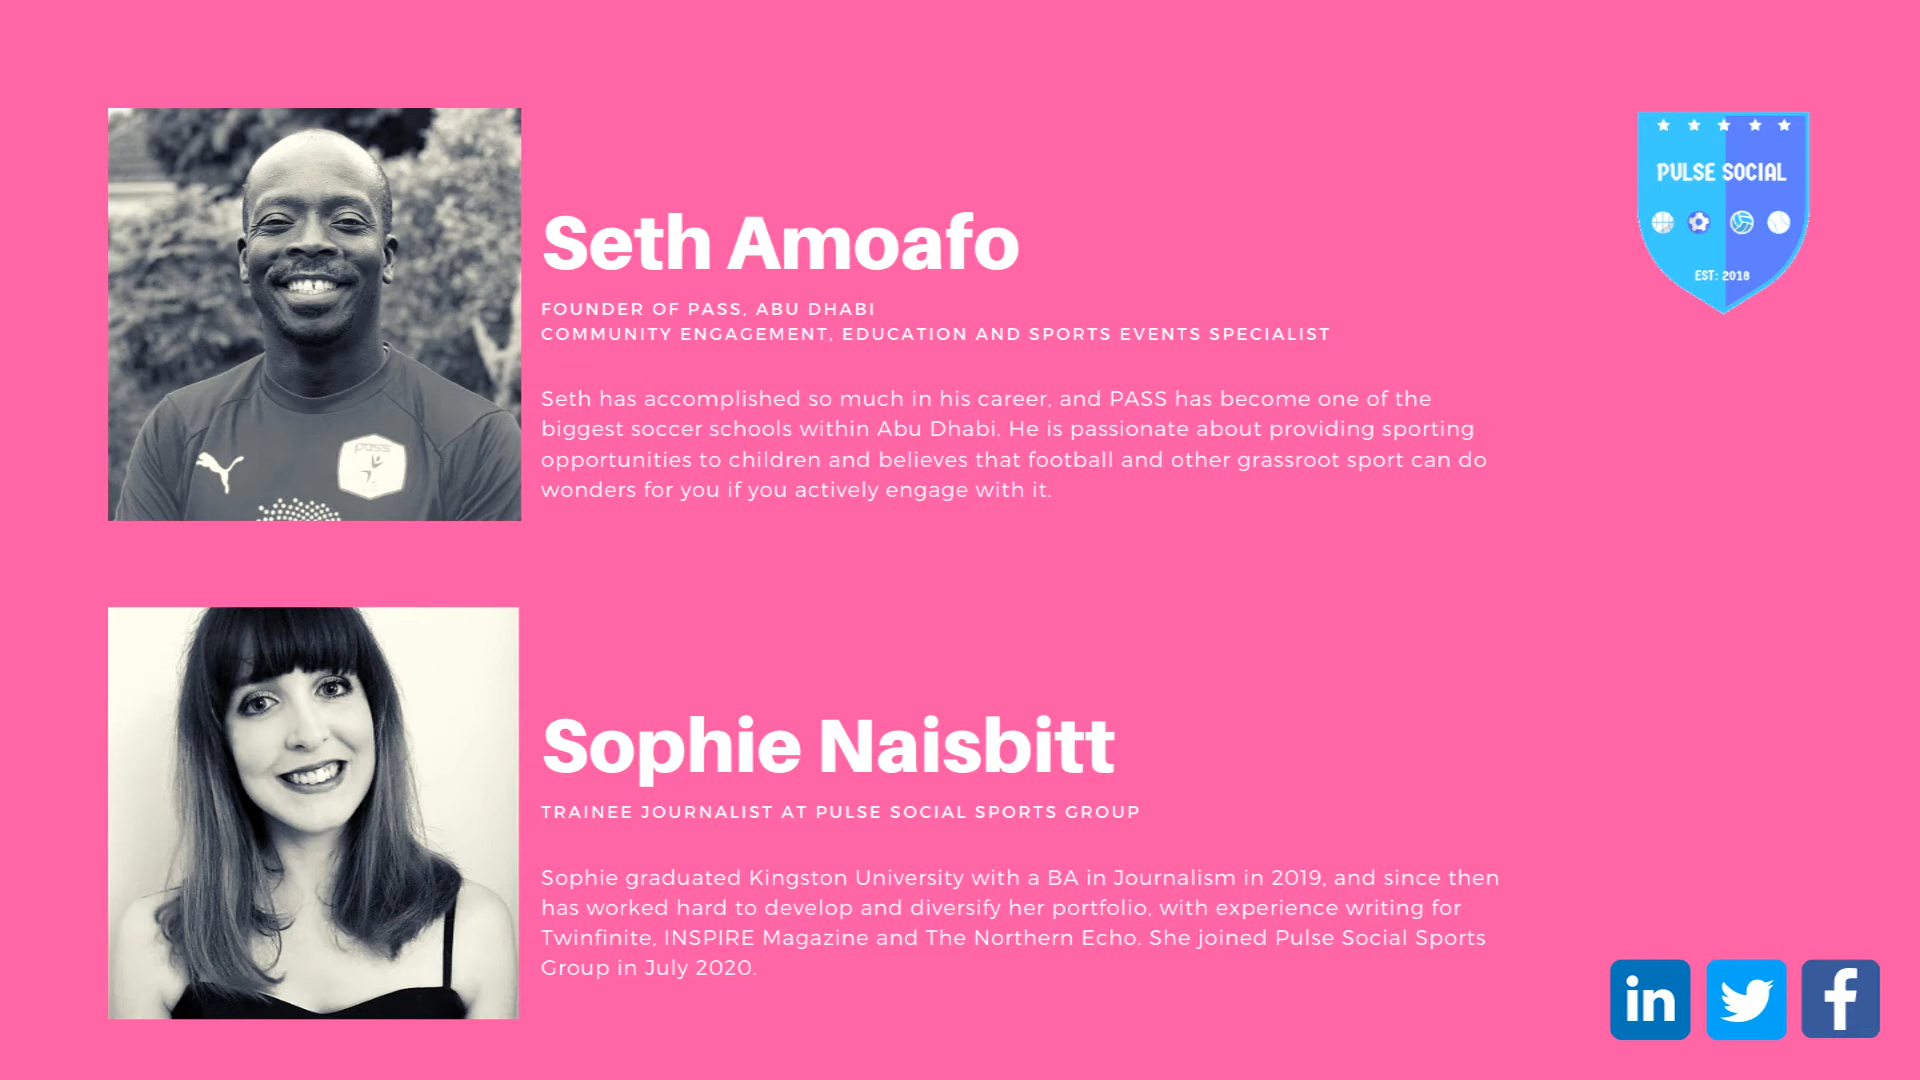 Seth Amoafo
FOUNDER OF PASS, ABU DHABI
COMMUNITY ENGAGEMENT, EDUCATION AND SPORTS EVENTS SPECIALIST
Seth has accomplished so much in his career, and PASS has become one of the
biggest soccer schools within Abu Dhabi. He is passionate about providing sporting
opportunities to children and believes that football and other grassroot sport can do
wonders for you if you actively engage with it.
pass
PULSE SOCIAL
EST: 2018
Sophie Naisbitt
TRAINEE JOURNALIST AT PULSE SOCIAL SPORTS GROUP
Sophie graduated Kingston University with a BA in Journalism in 2019, and since then
has worked hard to develop and diversify her portfolio, with experience writing for
Twinfinite, INSPIRE Magazine and The Northern Echo. She joined Pulse Social Sports
Group in July 2020.
in
f